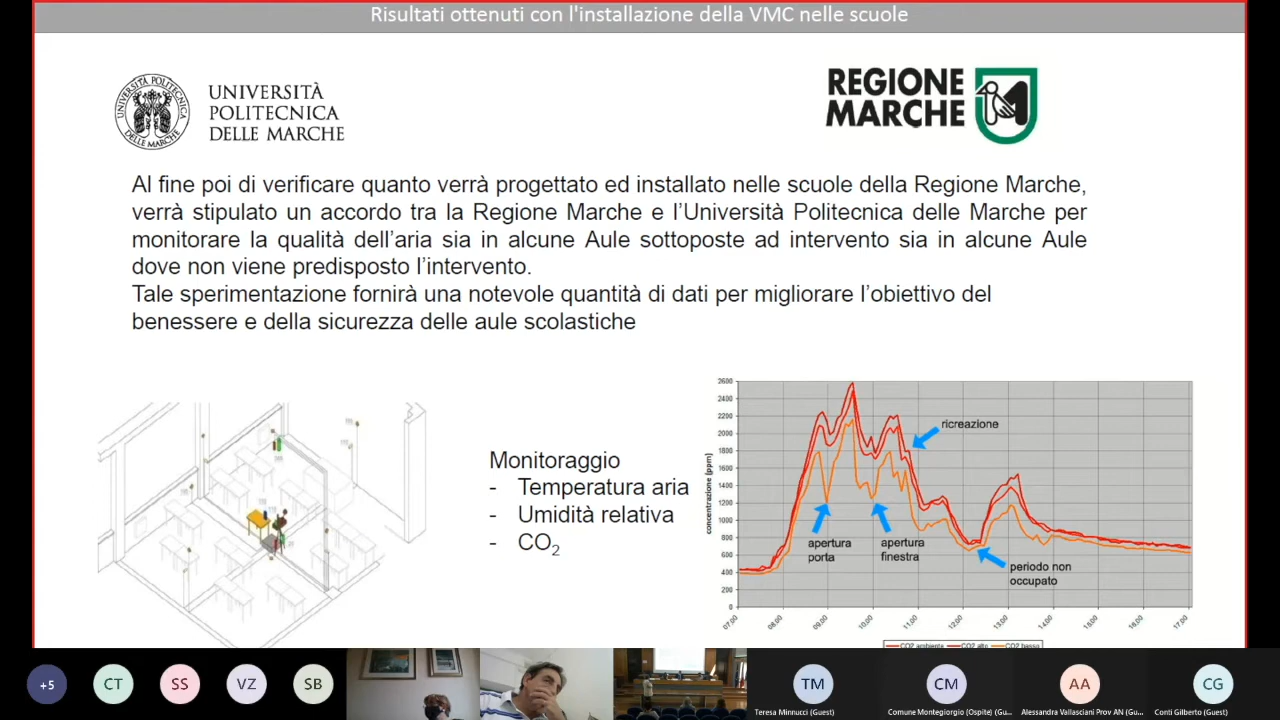 Risultati ottenuti con l'installazione della VMC nelle scuole
UNIVERSITÀ
POLITECNICA
DELLE MARCHE
UNIVERSITÀ POLITECNICA DELLE MARCHE
REGIONE
MARCHE
Al fine poi di verificare quanto verrà progettato ed installato nelle scuole della Regione Marche,
verrà stipulato un accordo tra la Regione Marche e l'Università Politecnica delle Marche per
monitorare la qualità dell'aria sia in alcune Aule sottoposte ad intervento sia in alcune Aule
dove non viene predisposto l'intervento.
Tale sperimentazione fornirà una notevole quantità di dati per migliorare l'obiettivo del
benessere e della sicurezza delle aule scolastiche
Monitoraggio
- Temperatura aria
- Umidità relativa
- CO2
concentrazione (ppm)
2600
2400
2200
2000
1800
1600
1400
1200
1000
800
600
400
200
0
ricreazione
apertura
porta
apertura
finestra
periodo non
occupato
07.00 08.00 09.00 10.00 11.00 12.00 13.00 14.00 15.00 16.00 17.00
CO2 ambiente CO2 alto CO2 basso
+5 CT SS VZ SB TM CM AA CG
Teresa Minnucci (Guest)
Comune Montegiorgio (Ospite) (Gu...
Alessandra Vallasciani Prov AN (Gu...
Conti Gilberto (Guest)